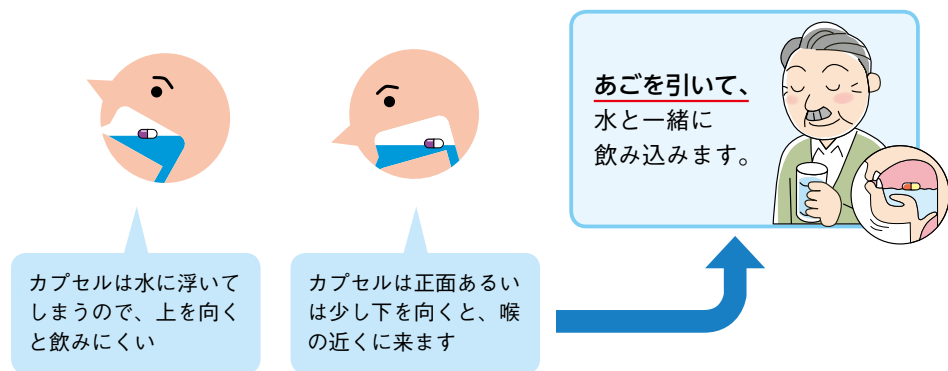 カプセルは水に浮いて
しまうので、上を向く
と飲みにくい
カプセルは正面あるい
は少し下を向くと、喉
の近くに来ます
あごを引いて、
水と一緒に
飲み込みます。